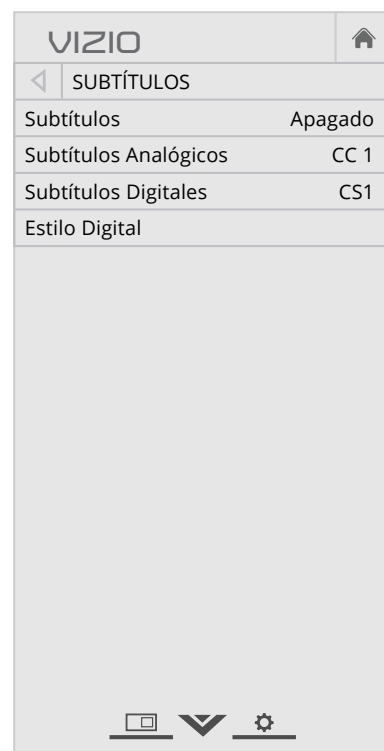 VIZIO
SUBTÍTULOS
Subtítulos Apagado
Subtítulos Analógicos CC 1
Subtítulos Digitales CS1
Estilo Digital